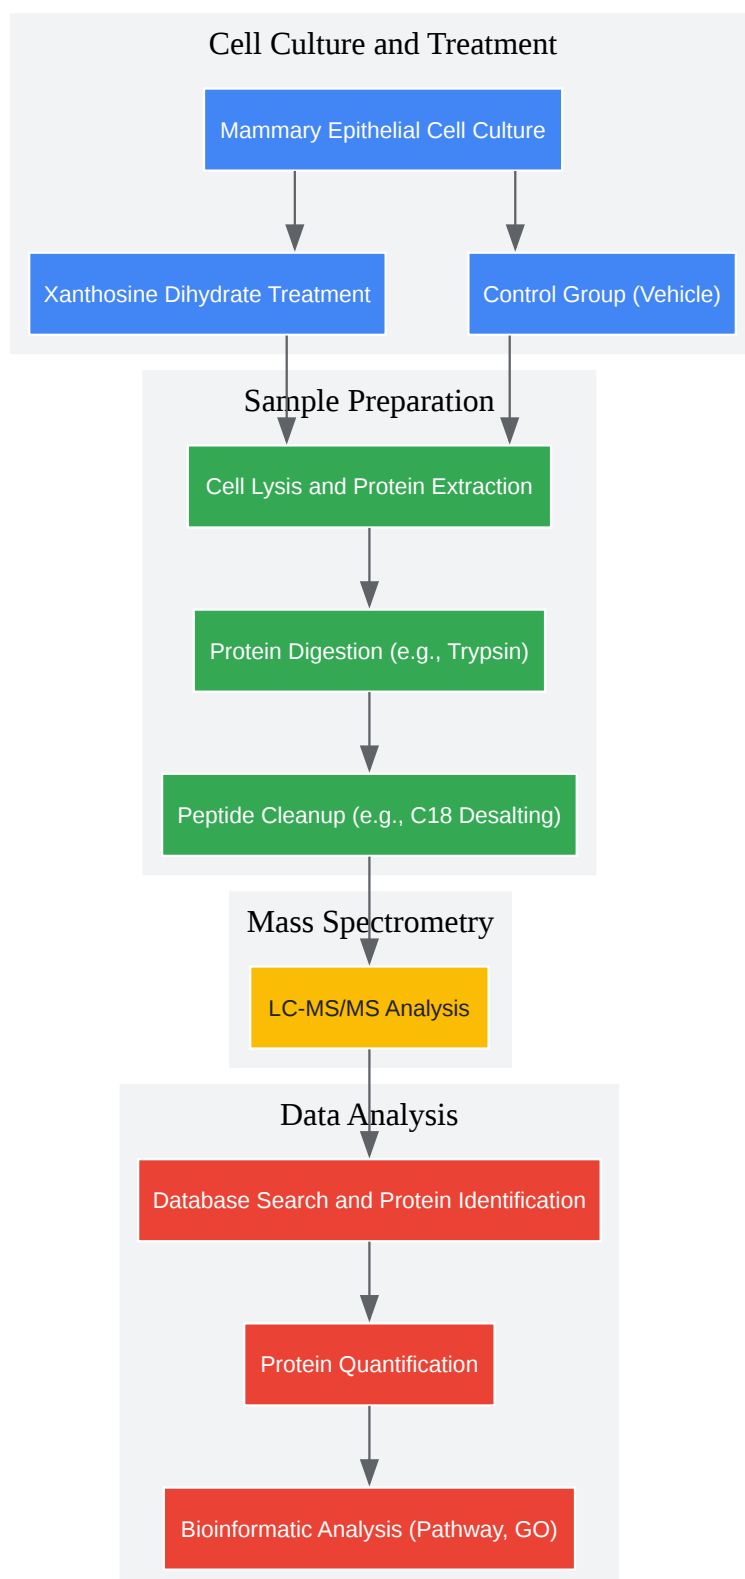 Cell Culture and Treatment
Mammary Epithelial Cell Culture
Xanthosine Dihydrate Treatment
Control Group (Vehicle)
Sample Preparation
Cell Lysis and Protein Extraction
Protein Digestion (e.g., Trypsin)
Peptide Cleanup (e.g., C18 Desalting)
Mass Spectrometry
LC-MS/MS Analysis
Data Analysis
Database Search and Protein Identification
Protein Quantification
Bioinformatic Analysis (Pathway, GO)